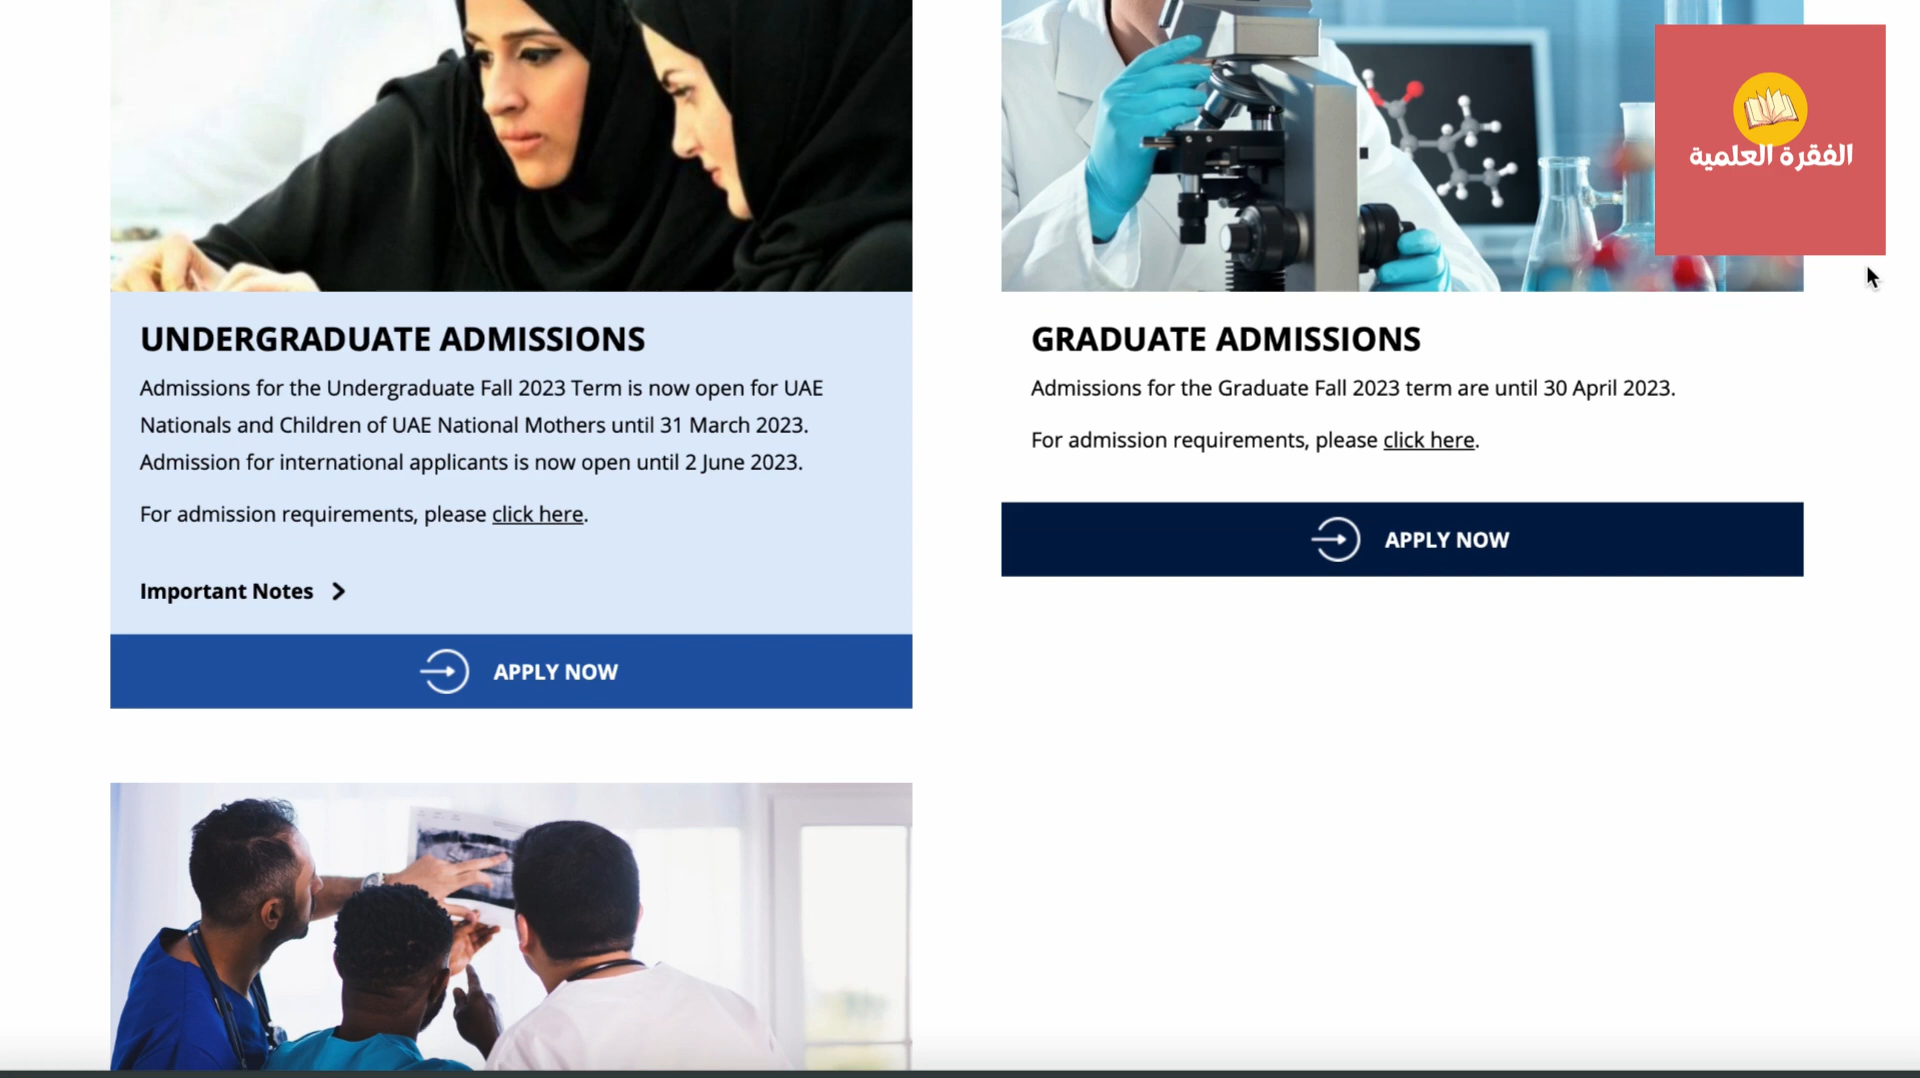 الفقرة العلمية
UNDERGRADUATE ADMISSIONS
Admissions for the Undergraduate Fall 2023 Term is now open for UAE
Nationals and Children of UAE National Mothers until 31 March 2023.
Admission for international applicants is now open until 2 June 2023.
For admission requirements, please click here.
Important Notes
APPLY NOW
GRADUATE ADMISSIONS
Admissions for the Graduate Fall 2023 term are until 30 April 2023.
For admission requirements, please click here.
APPLY NOW